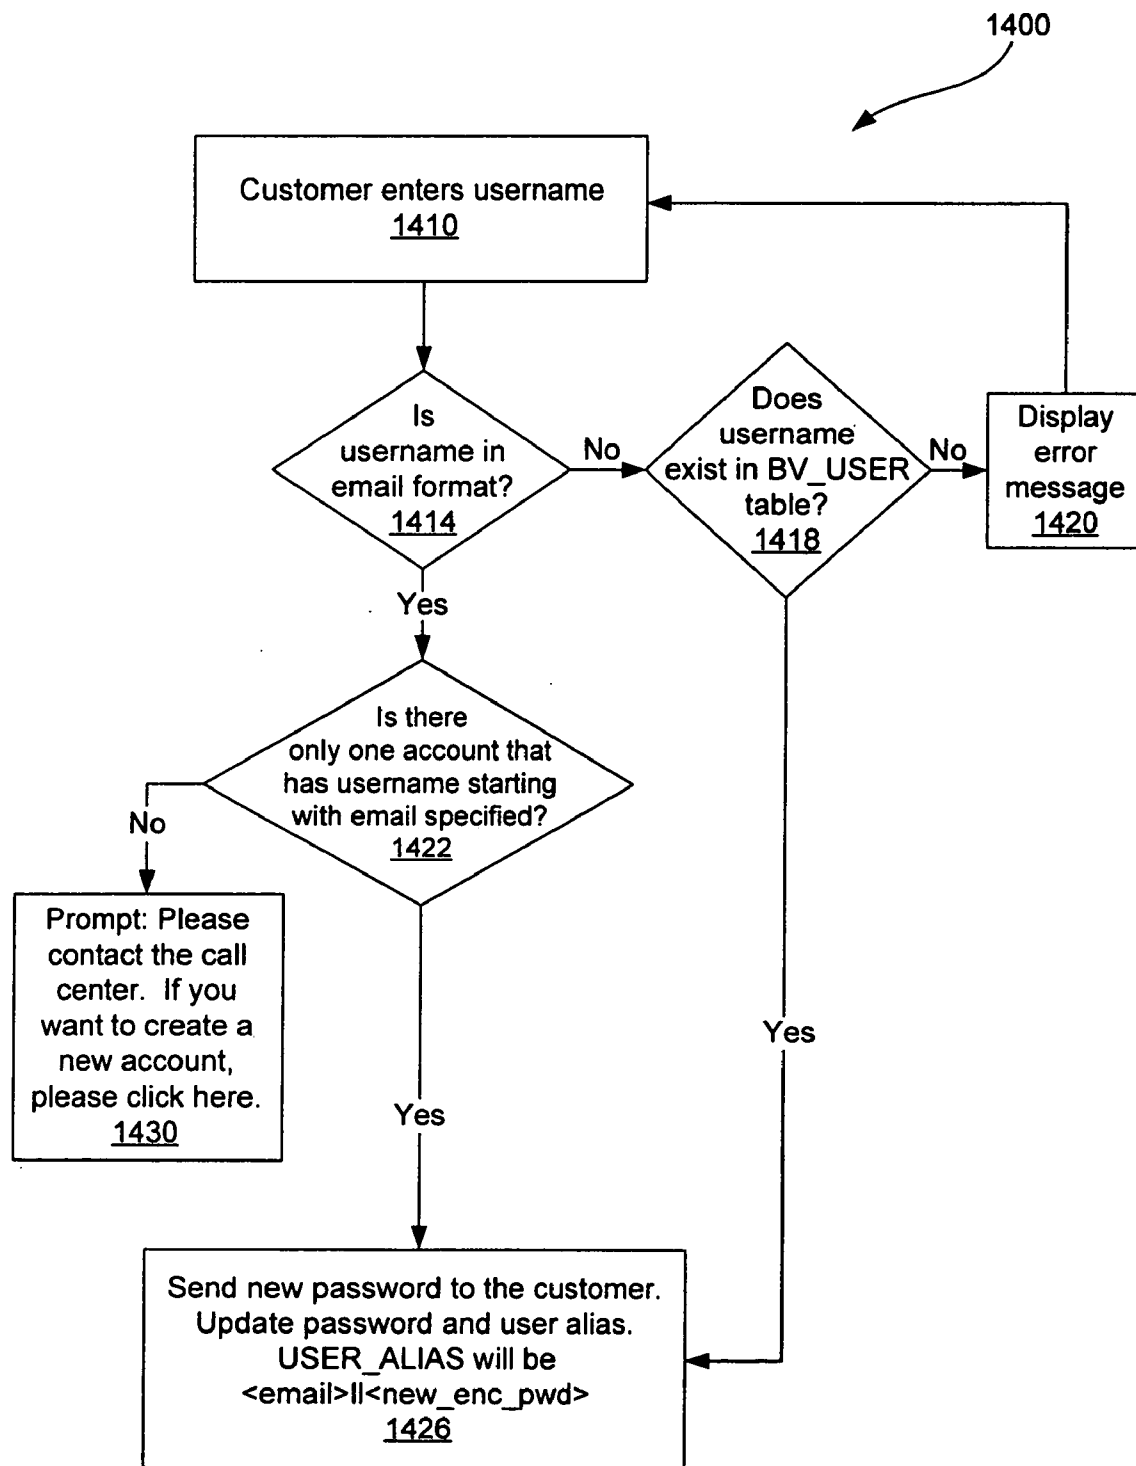 1400
Customer enters username
1410
Is
username in
email format?
1414
No
Does
username
exist in BV_USER
table?
1418
No
Display
error
message
1420
Yes
Is there
only one account that
has username starting
with email specified?
1422
No
Prompt: Please
contact the call
center. If you
want to create a
new account,
please click here.
1430
Yes
Yes
Send new password to the customer.
Update password and user alias.
USER_ALIAS will be
<email>ll<new_enc_pwd>
1426